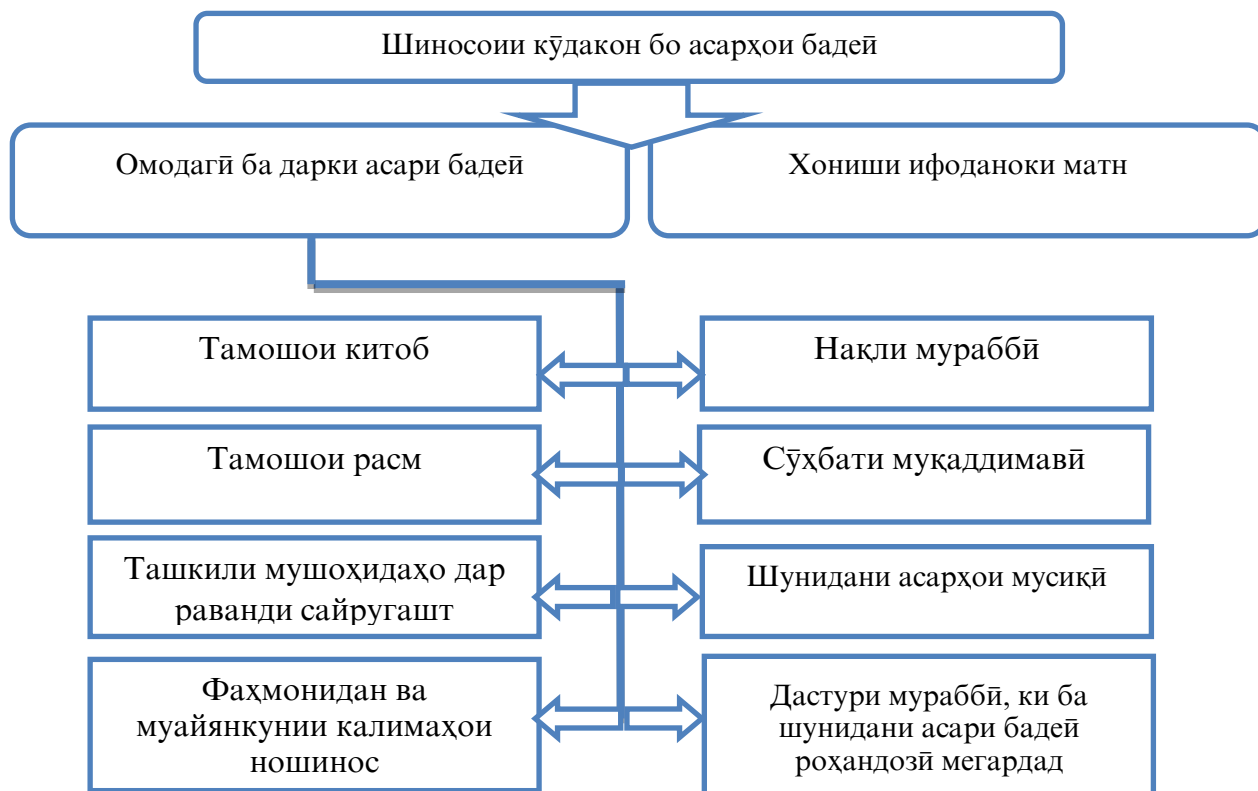 Шиносоии кӯдакон бо асарҳои бадеӣ
Омодагӣ ба дарки асари бадеӣ
Хониши ифоданоки матн
Тамошои китоб
Нақли мураббӣ
Тамошои расм
Сӯҳбати муқаддимавӣ
Ташкили мушоҳидаҳо дар
раванди сайругашт
Шунидани асарҳои мусиқӣ
Фаҳмонидан ва
муайянкунии калимаҳои
ношинос
Дастури мураббӣ, ки ба
шунидани асари бадеӣ
роҳандозӣ мегардад